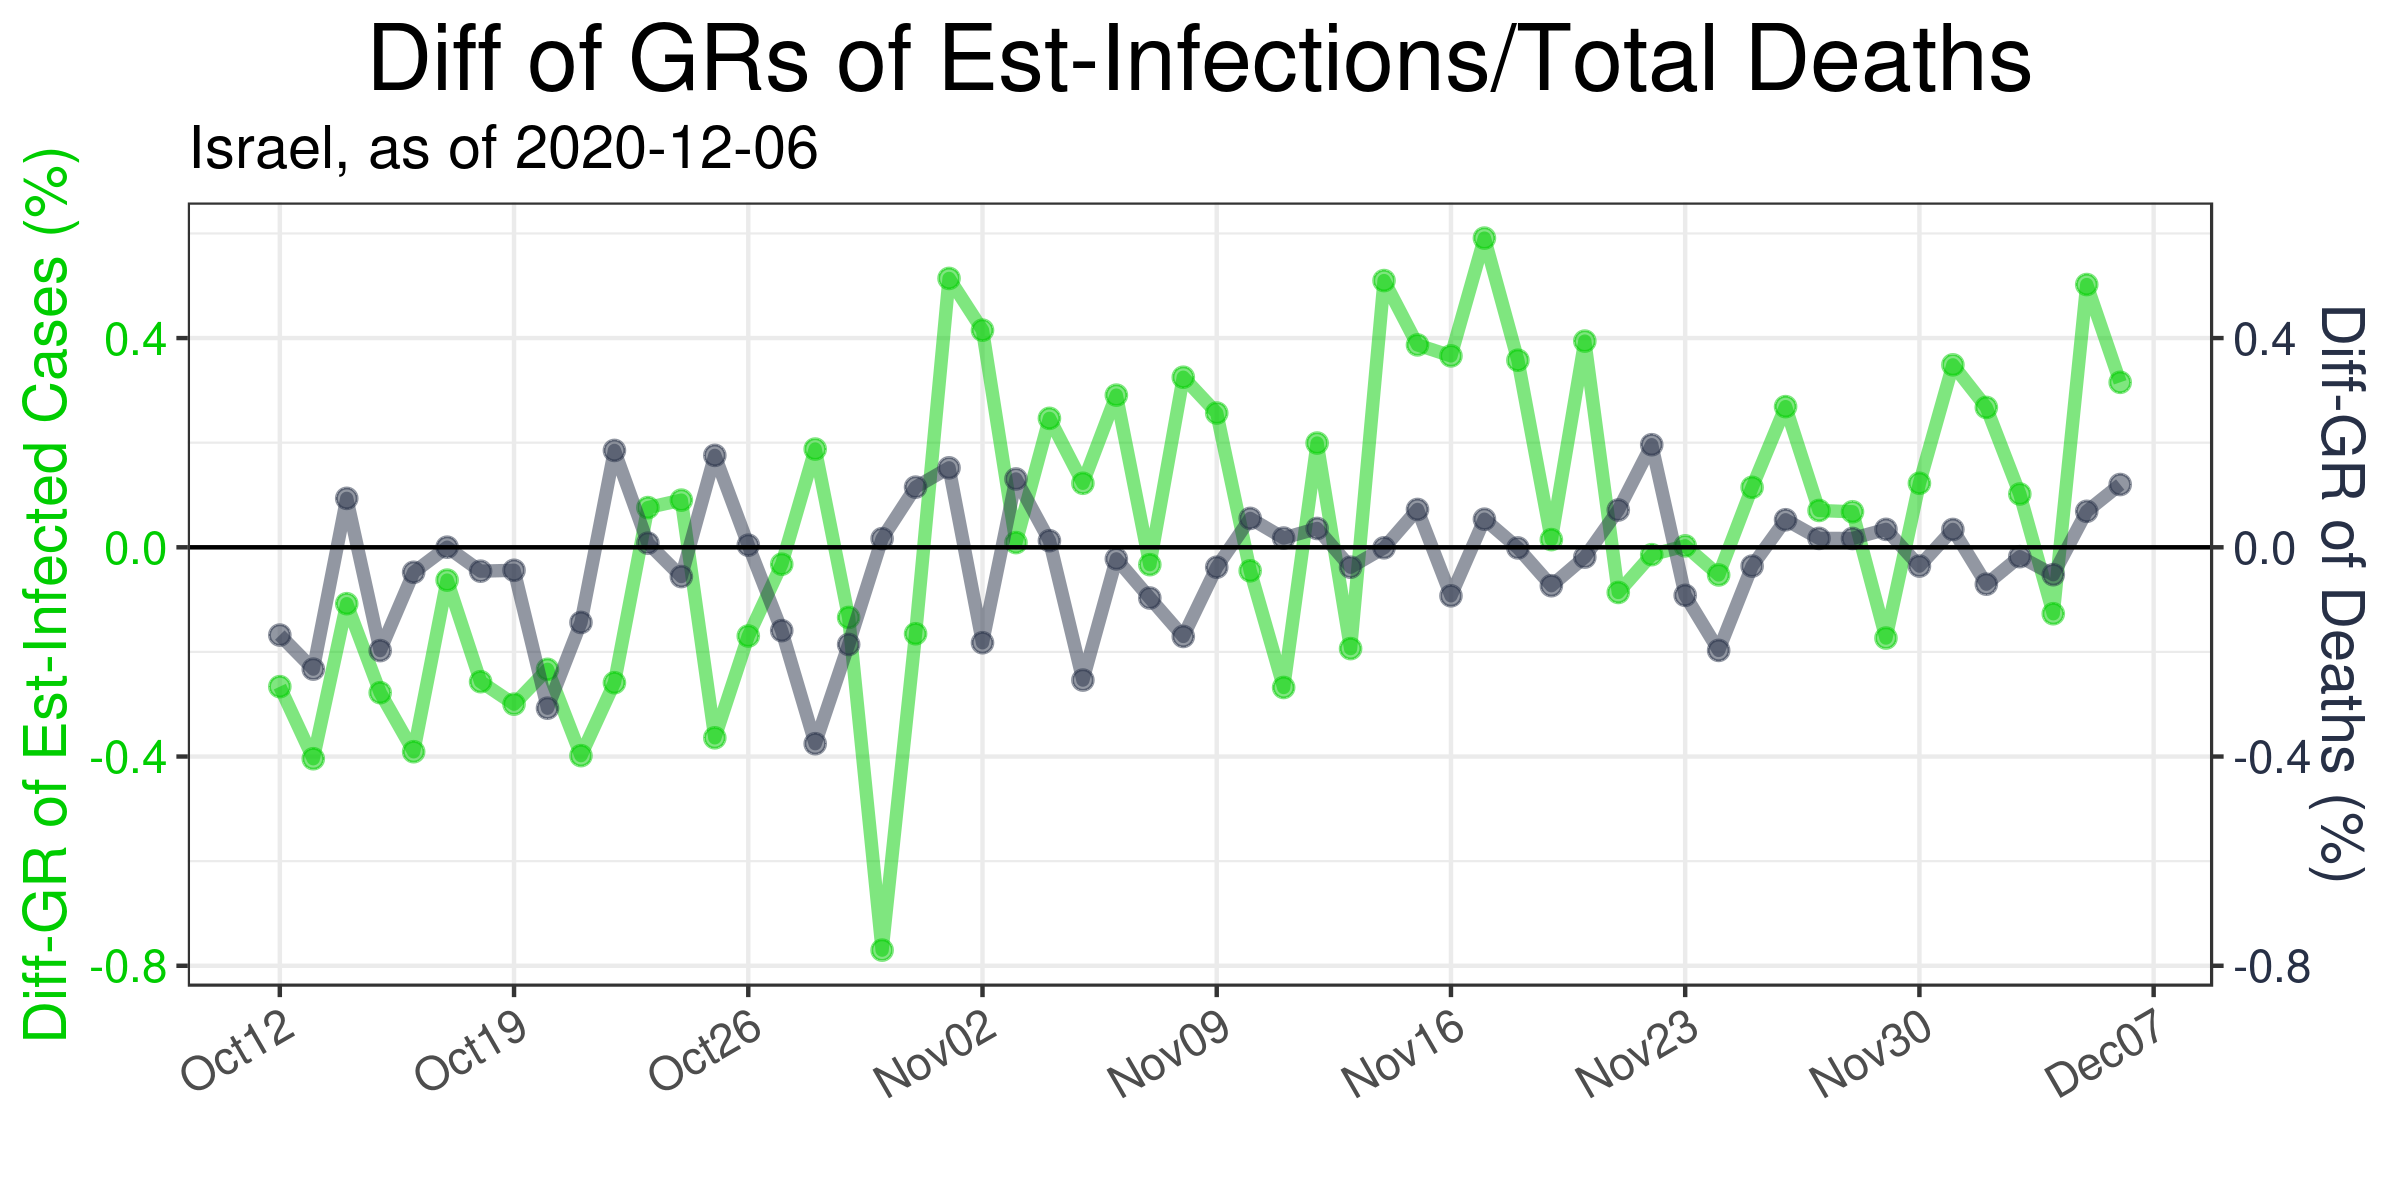 Diff of GRs of Est-Infections/Total Deaths
Israel, as of 2020-12-06
Diff-GR of Est-Infected Cases (%)
0.4
0.0
-0.4
-0.8
0.4
0.0
-0.4
-0.8
Diff-GR of Deaths (%)
Oct12
Oct19
Oct26
Nov02
Nov09
Nov16
Nov23
Nov30
Dec07